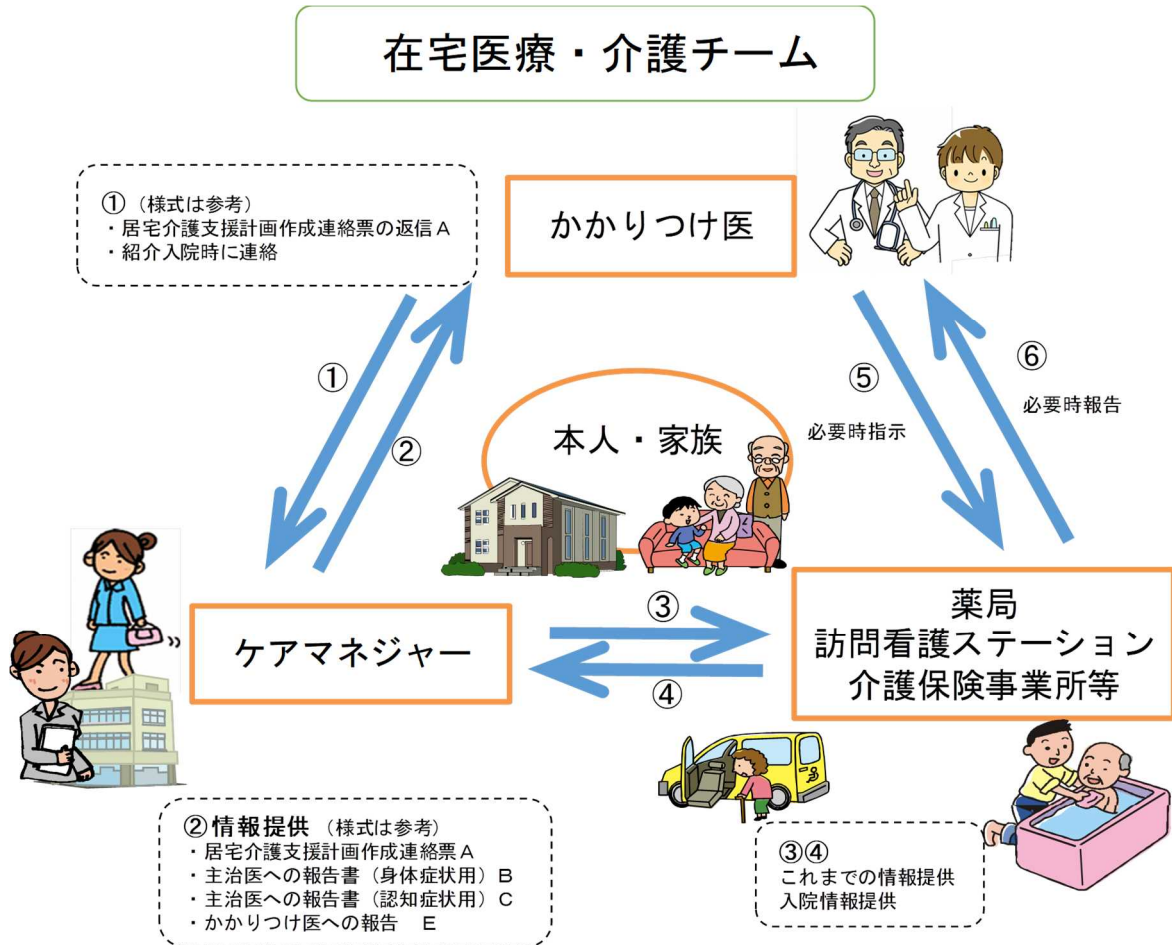 在宅医療・介護チーム
① (様式は参考)
・居宅介護支援計画作成連絡票の返信A
・紹介入院時に連絡
かかりつけ医
①
②
⑤
必要時指示
⑥
必要時報告
本人・家族
ケアマネジャー
③
④
薬局
訪問看護ステーション
介護保険事業所等
②情報提供 (様式は参考)
・居宅介護支援計画作成連絡票A
・主治医への報告書(身体症状用)B
・主治医への報告書(認知症状用)C
・かかりつけ医への報告 E
③④
これまでの情報提供
入院情報提供